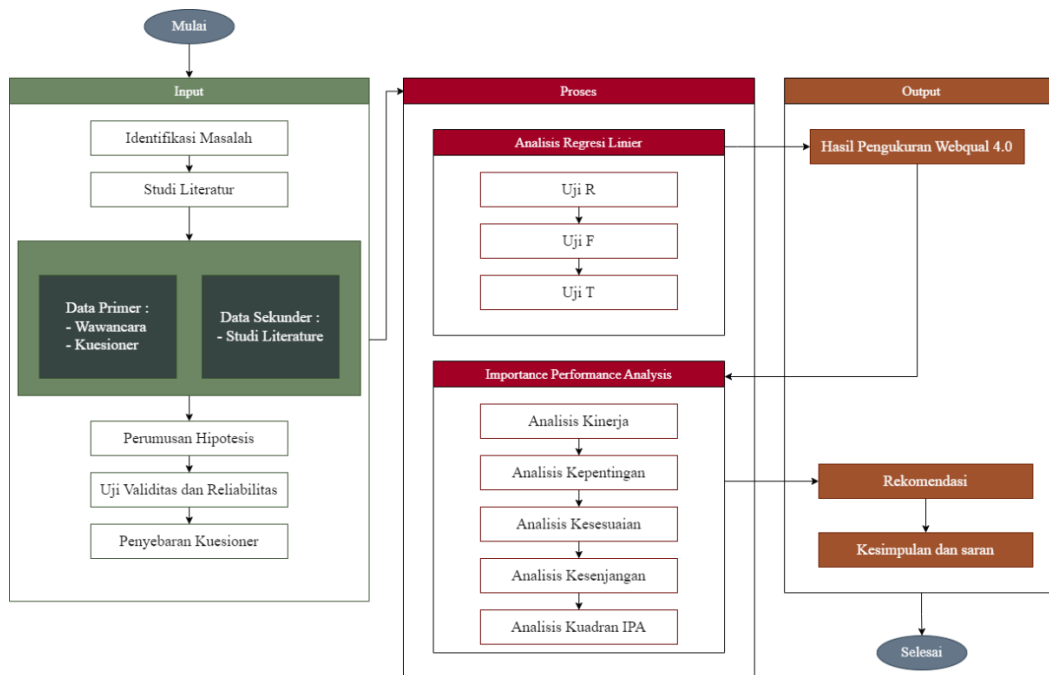 Mulai
Input
Identifikasi Masalah
Studi Literatur
Data Primer :
- Wawancara
- Kuesioner
Data Sekunder :
- Studi Literature
Perumusan Hipotesis
Uji Validitas dan Reliabilitas
Penyebaran Kuesioner
Proses
Analisis Regresi Linier
Uji R
Uji F
Uji T
Importance Performance Analysis
Analisis Kinerja
Analisis Kepentingan
Analisis Kesesuaian
Analisis Kesenjangan
Analisis Kuadran IPA
Output
Hasil Pengukuran Webqual 4.0
Rekomendasi
Kesimpulan dan saran
Selesai